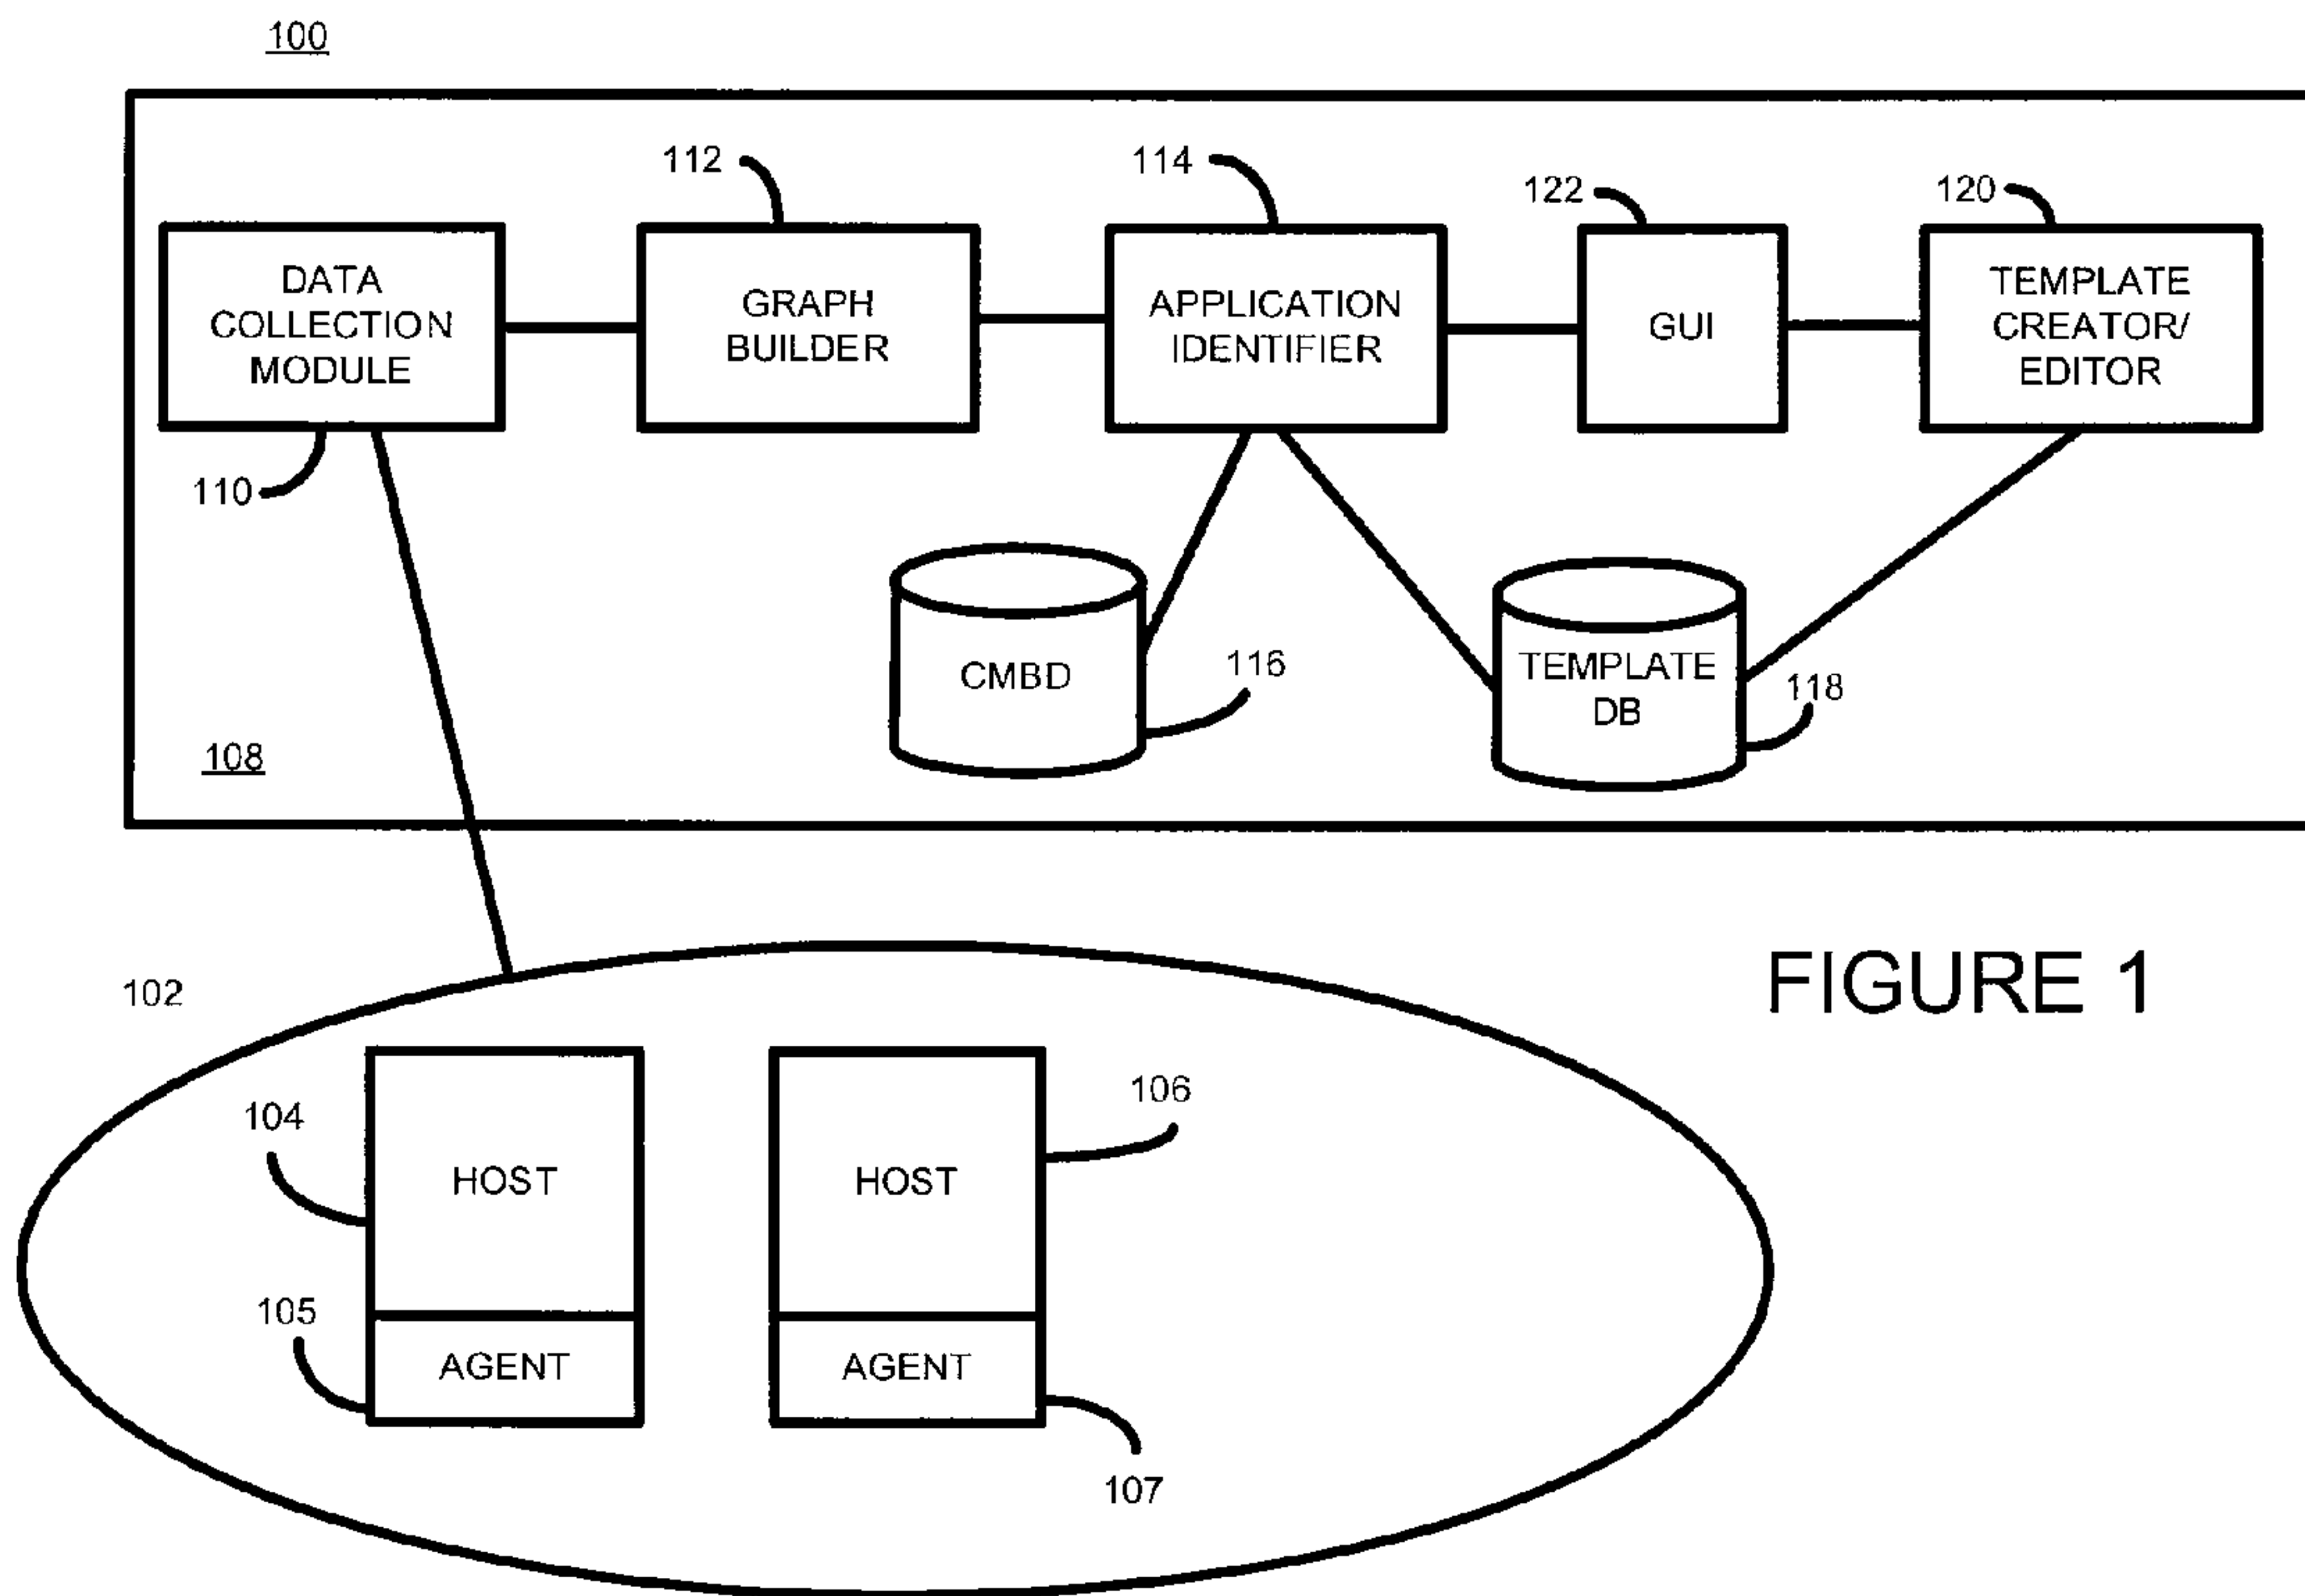 100
112
114
122
120
DATA
COLLECTION
MODULE
GRAPH
BUILDER
APPLICATION
IDENTIFIER
GUI
TEMPLATE
CREATOR/
EDITOR
110
CMBD
116
TEMPLATE
DB
118
108
FIGURE 1
102
104
HOST
HOST
106
105
AGENT
AGENT
107